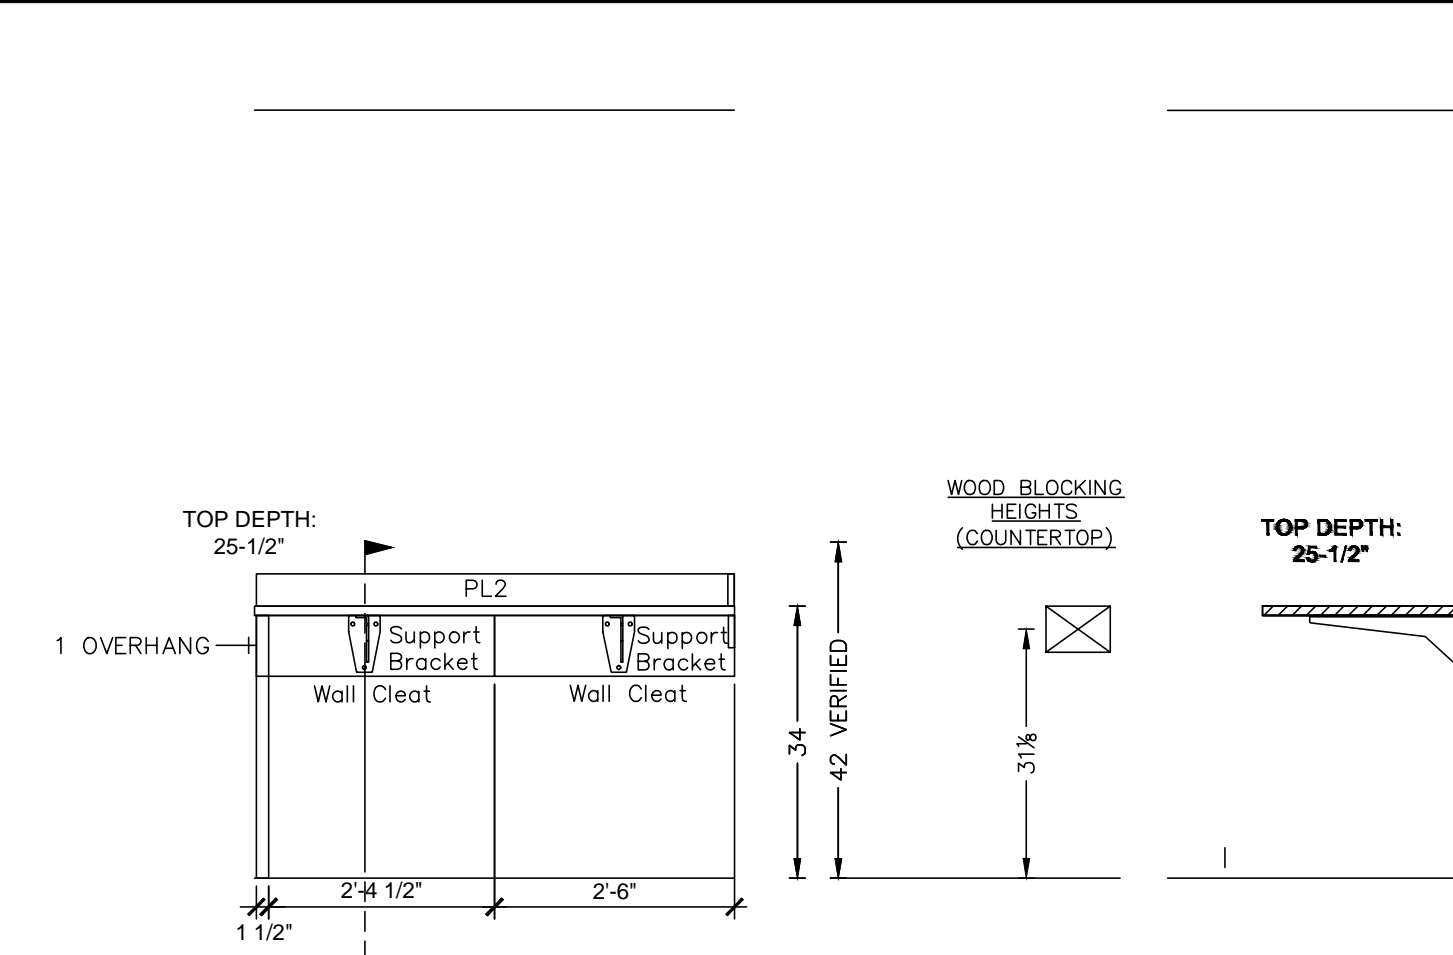 WOOD BLOCKING
HEIGHTS
(COUNTERTOP)
TOP DEPTH:
25-1/2"
TOP DEPTH:
25-1/2"
PL2
1 OVERHANG
Support
Bracket
Support
Bracket
Wall Cleat
Wall Cleat
34
42 VERIFIED
31⅛
2'-4 1/2"
2'-6"
1 1/2"